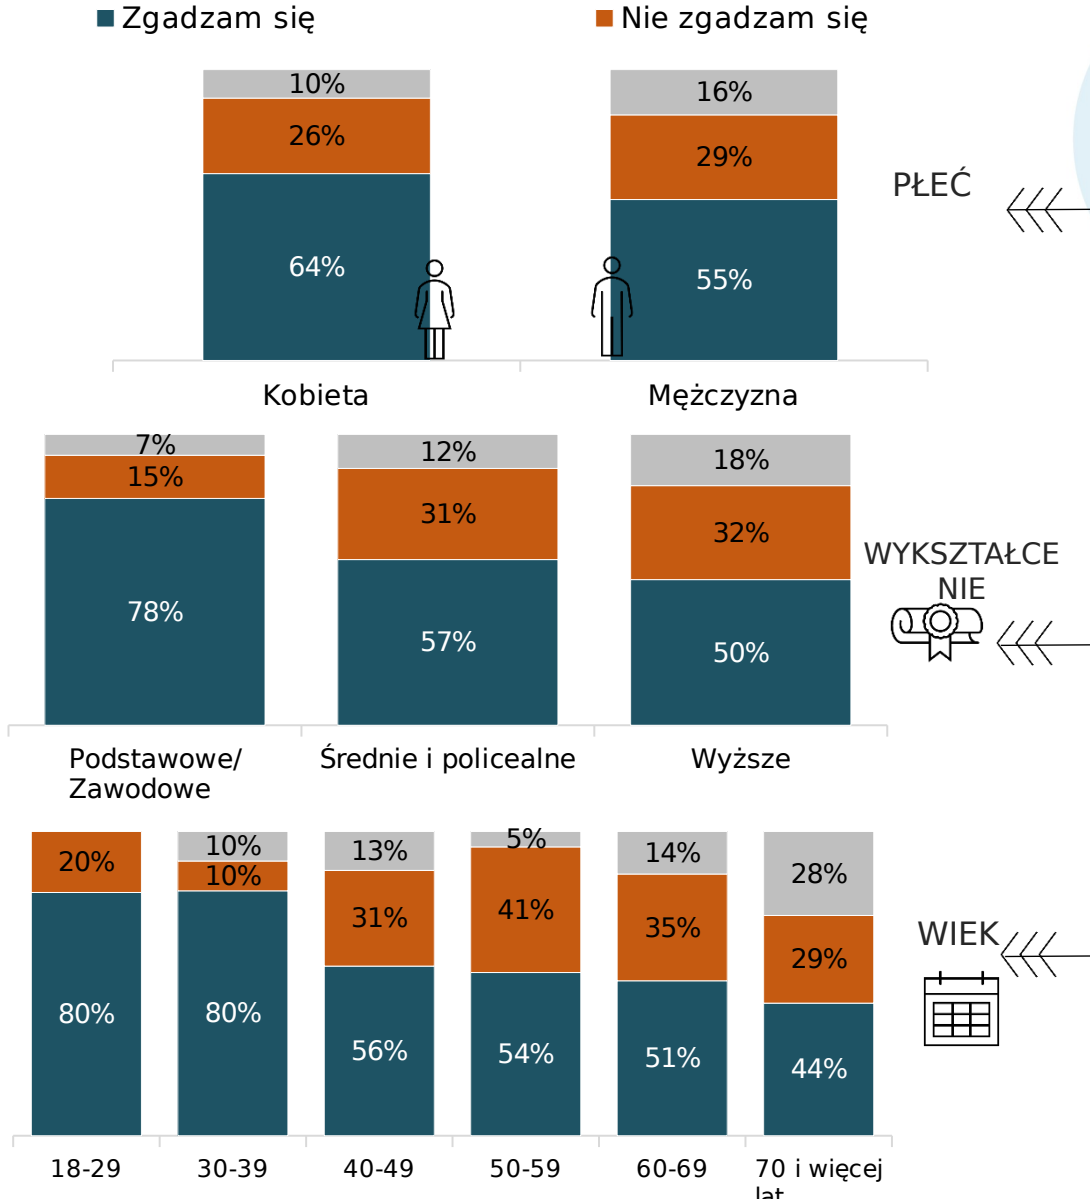 Zgadzam się
Nie zgadzam się
10%
16%
26%
29%
64%
55%
PŁEĆ
Kobieta
Mężczyzna
7%
12%
18%
15%
31%
32%
78%
57%
50%
WYKSZTAŁCE
NIE
Podstawowe/
Zawodowe
Średnie i policealne
Wyższe
20%
10%
13%
5%
14%
28%
10%
31%
41%
35%
29%
80%
80%
56%
54%
51%
44%
WIEK
18-29
30-39
40-49
50-59
60-69
70 i więcej
lat